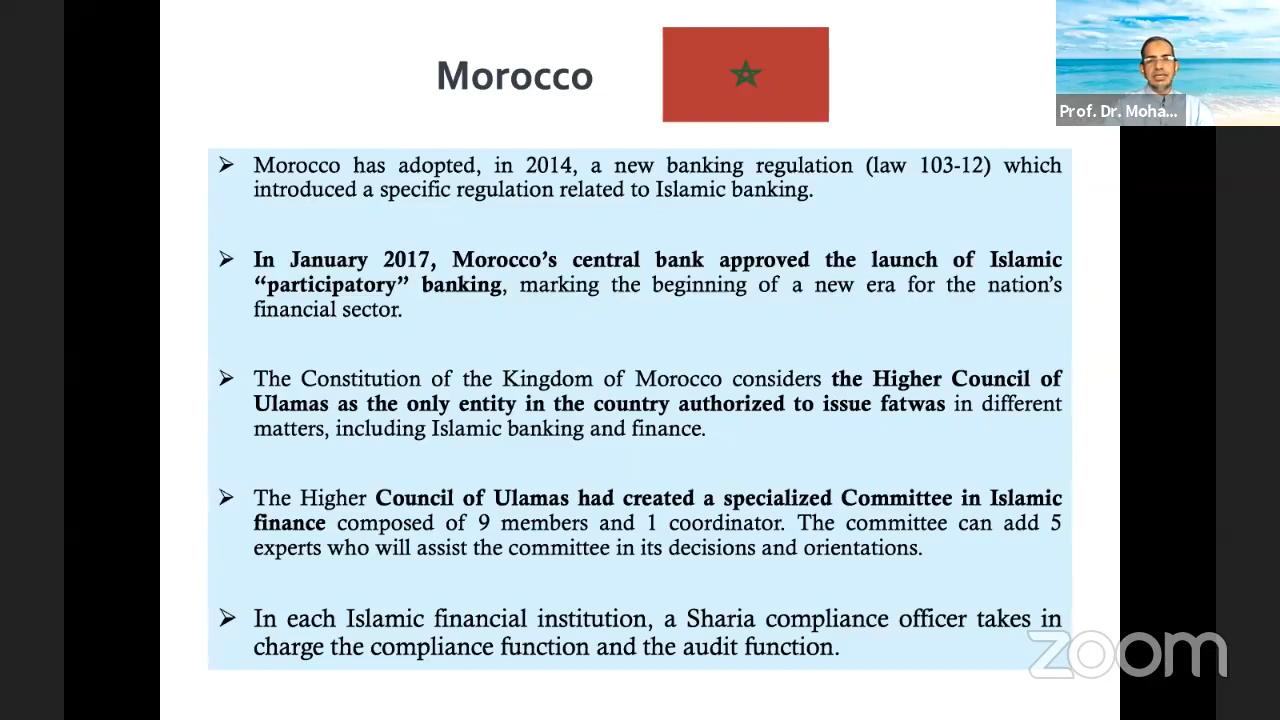 Morocco
Prof. Dr. Moha...
➢ Morocco has adopted, in 2014, a new banking regulation (law 103-12) which
introduced a specific regulation related to Islamic banking.
➢ In January 2017, Morocco's central bank approved the launch of Islamic
“participatory” banking, marking the beginning of a new era for the nation's
financial sector.
➢ The Constitution of the Kingdom of Morocco considers the Higher Council of
Ulamas as the only entity in the country authorized to issue fatwas in different
matters, including Islamic banking and finance.
➢ The Higher Council of Ulamas had created a specialized Committee in Islamic
finance composed of 9 members and 1 coordinator. The committee can add 5
experts who will assist the committee in its decisions and orientations.
➢ In each Islamic financial institution, a Sharia compliance officer takes in
charge the compliance function and the audit function.
zoom